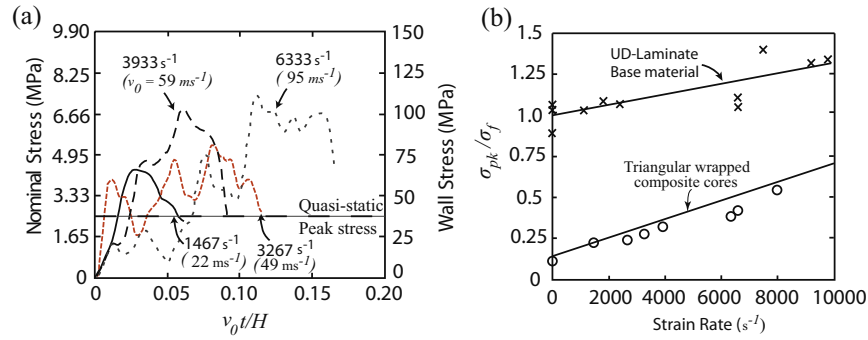 (a)
Nominal Stress (MPa)
9.90
8.25
6.66
4.95
3.33
1.65
0
0
0.05
0.10
0.15
0.20
v₀t/H
150
125
100
75
50
25
0
Wall Stress (MPa)
3933 s⁻¹
(v₀ = 59 ms⁻¹)
6333 s⁻¹
(95 ms⁻¹)
Quasi-static
Peak stress
1467 s⁻¹
(22 ms⁻¹)
3267 s⁻¹
(49 ms⁻¹)
(b)
σpk/σf
1.5
1.25
1.0
0.75
0.5
0.25
0
0
2000
4000
6000
8000
10000
Strain Rate (s⁻¹)
UD-Laminate
Base material
Triangular wrapped
composite cores